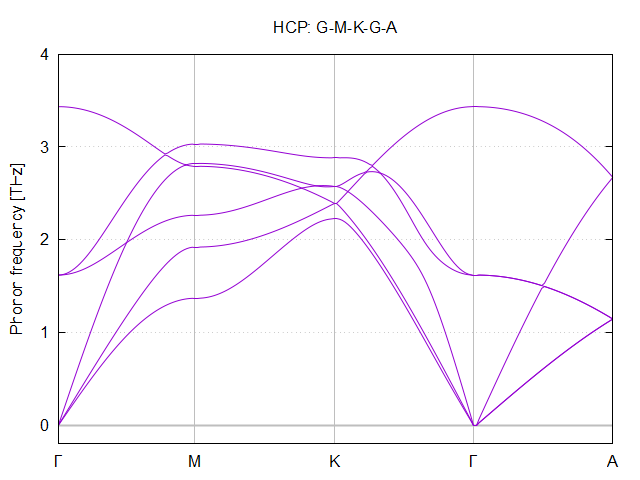 HCP: G-M-K-G-A
4
3
2
1
0
Phonon frequency [THz]
Γ M K Γ A